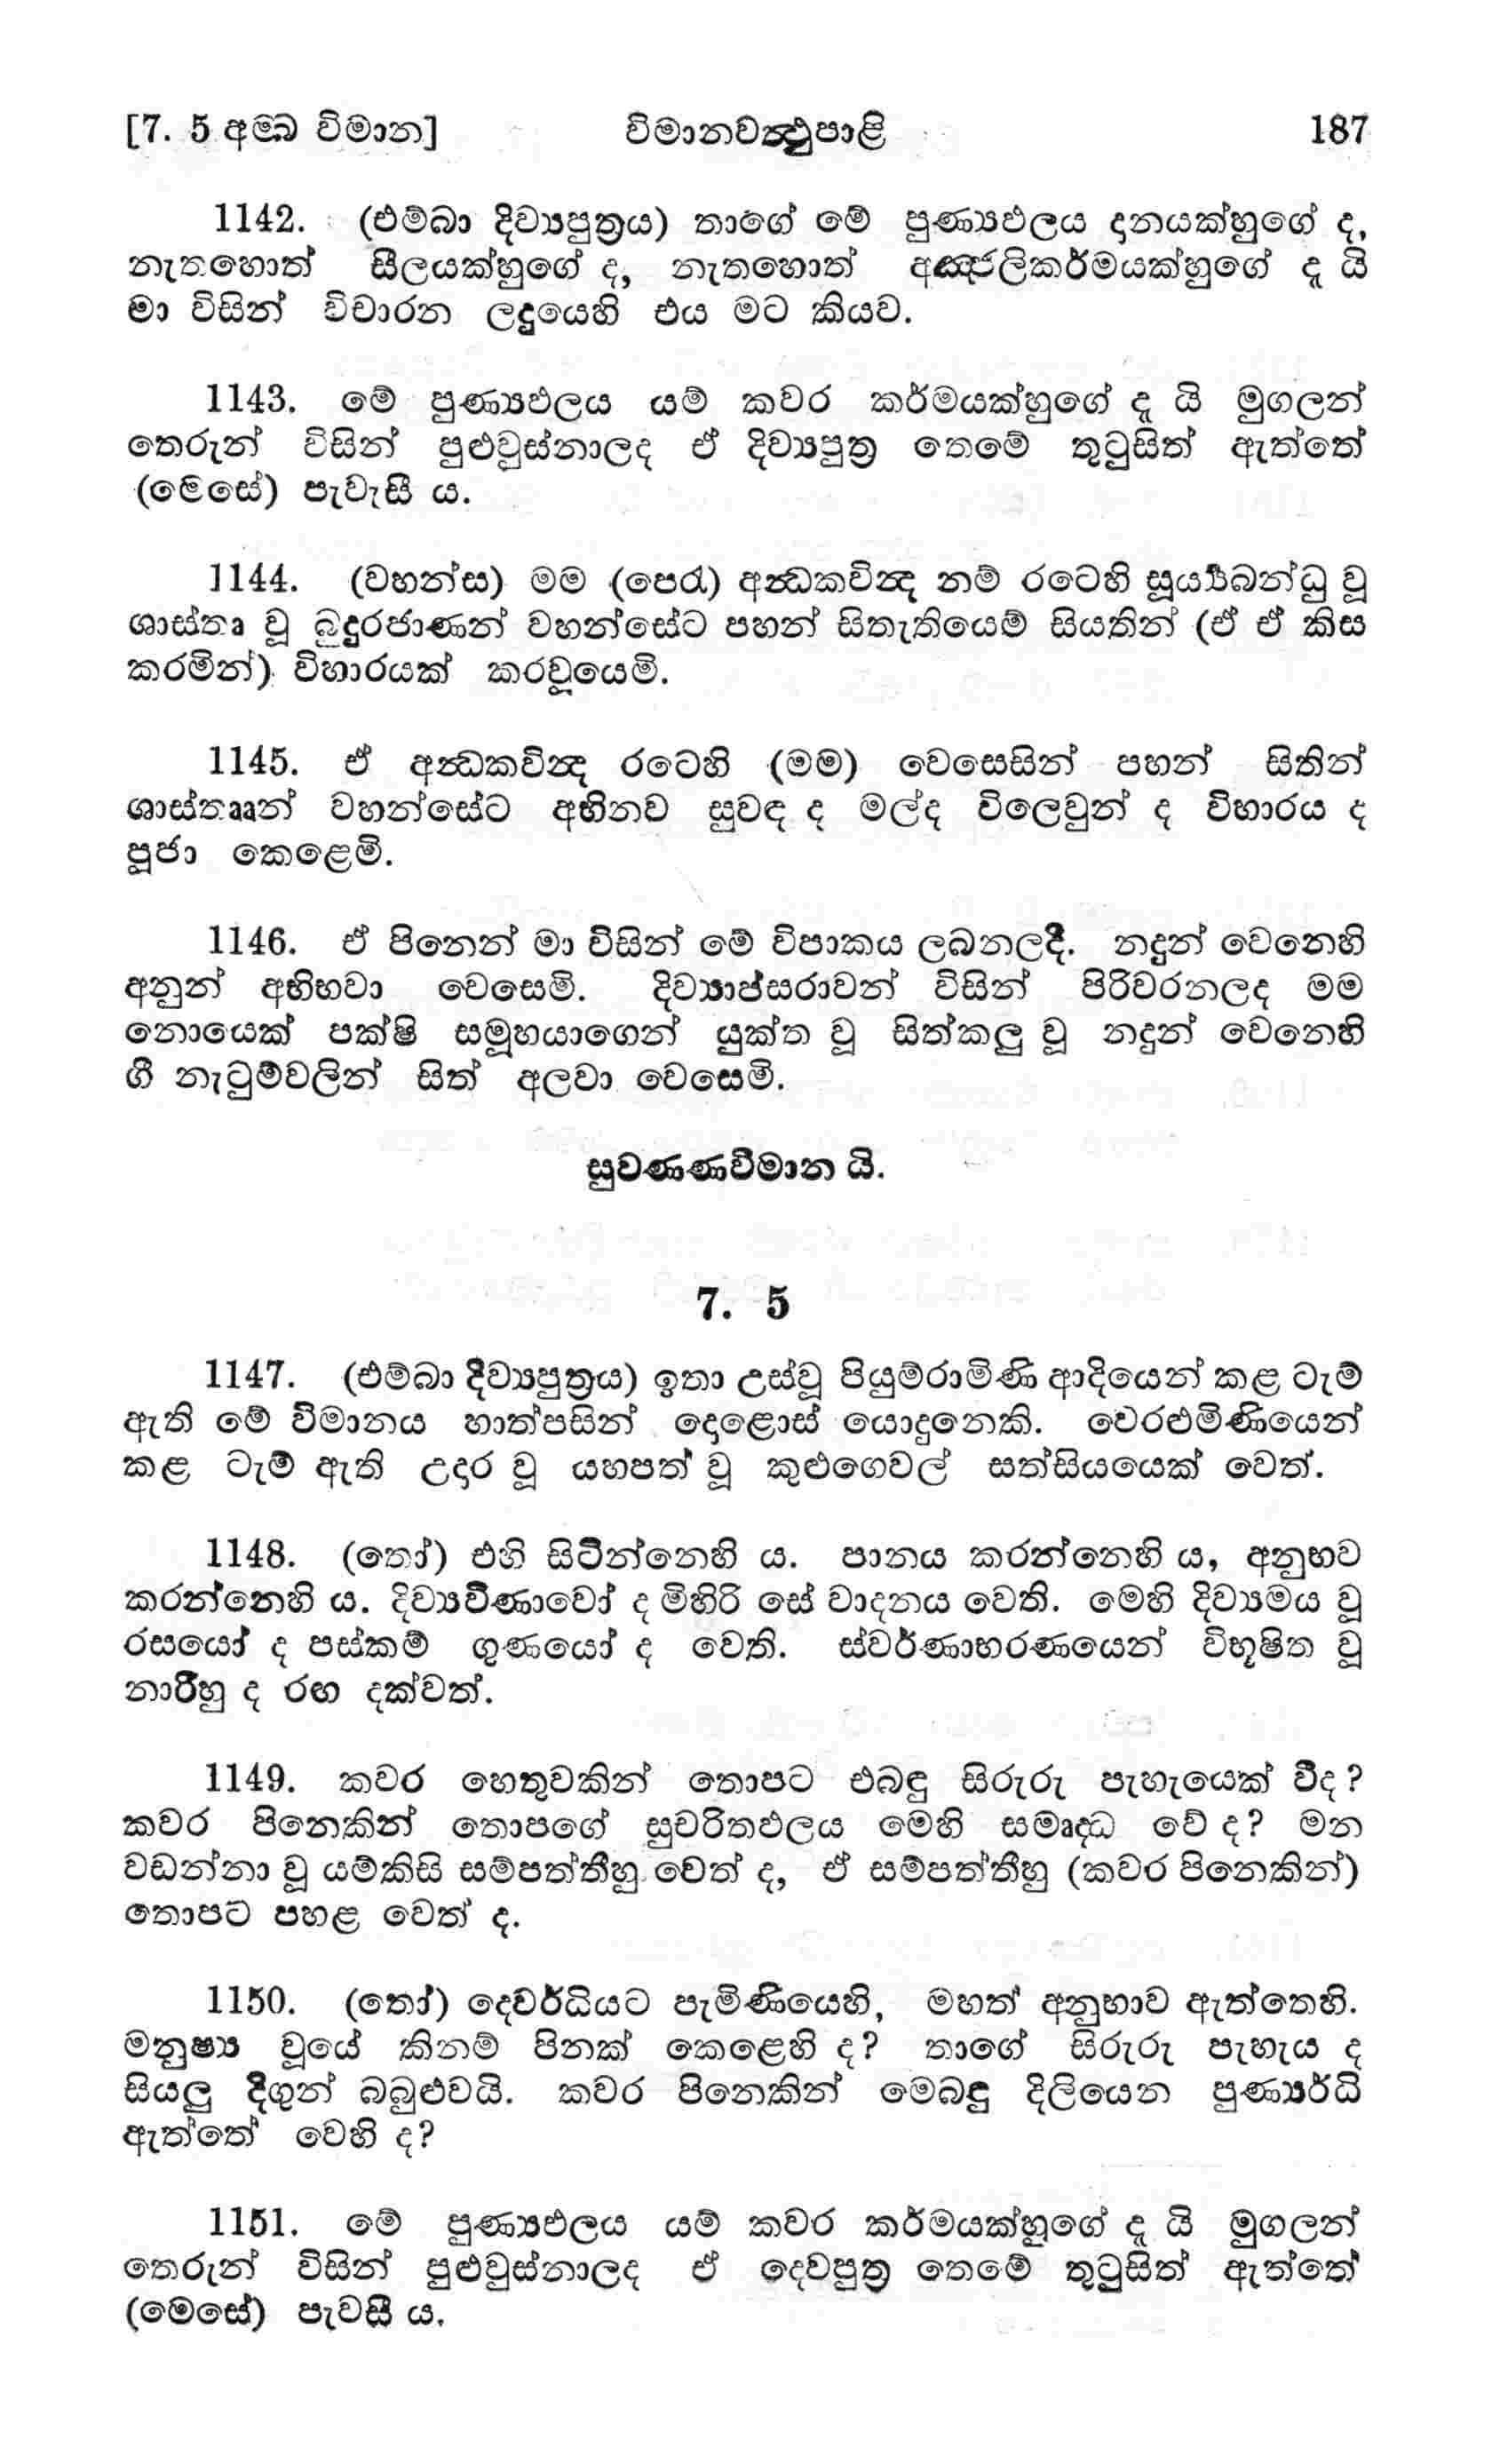 [7. 5 අම්බ විමාන] විමානවත්‍ථුපාළි 187
1142. (එම්බා දිව්‍යපුත්‍රය) තාගේ මේ පුණ්‍යඵලය දානයක්හුගේ ද,
නැතහොත් සීලයක්හුගේ ද, නැතහොත් අඤ්ජලිකර්මයක්හුගේ දැ යි
මා විසින් විචාරන ලදුයෙහි එය මට කියව.
1143. මේ පුණ්‍යඵලය යම් කවර කර්මයක්හුගේ දැ යි මුගලන්
තෙරුන් විසින් පුළුවුස්නාලද ඒ දිව්‍යපුත්‍ර තෙමේ තුටුසිත් ඇත්තේ
(මෙසේ) පැවැසී ය.
1144. (වහන්ස) මම (පෙරැ) අන්‍ධකවින්‍ද නම් රටෙහි සූර්‍ය්‍යබන්ධු වූ
ශාස්තෘ වූ බුදුරජාණන් වහන්සේට පහන් සිතැතියෙම් සියතින් (ඒ ඒ කිස
කරමින්) විහාරයක් කරවූයෙමි.
1145. ඒ අන්‍ධකවින්‍ද රටෙහි (මම) වෙසෙසින් පහන් සිතින්
ශාස්තෲන් වහන්සේට අභිනව සුවඳ ද මල්ද විලෙවුන් ද විහාරය ද
පූජා කෙළෙමි.
1146. ඒ පිනෙන් මා විසින් මේ විපාකය ලබනලදී. නදුන් වෙනෙහි
අනුන් අභිභවා වෙසෙමි. දිව්‍යාප්සරාවන් විසින් පිරිවරනලද මම
නොයෙක් පක්ෂි සමූහයාගෙන් යුක්ත වූ සිත්කලු වූ නදුන් වෙනෙහි
ගී නැටුම්වලින් සිත් අලවා වෙසෙමි.
සුවණණවිමාන යි.
7. 5
1147. (එම්බා දිව්‍යපුත්‍රය) ඉතා උස්වූ පියුම්රාමිණි ආදියෙන් කළ ටැම්
ඇති මේ විමානය හාත්පසින් දොළොස් යොදුනෙකි. වෙරළුමිණියෙන්
කළ ටැම් ඇති උදාර වූ යහපත් වූ කුළුගෙවල් සත්සියයෙක් වෙත්.
1148. (තෝ) එහි සිටින්නෙහි ය. පානය කරන්නෙහි ය, අනුභව
කරන්නෙහි ය. දිව්‍යවීණාවෝ ද මිහිරි සේ වාදනය වෙති. මෙහි දිව්‍යමය වූ
රසයෝ ද පස්කම් ගුණයෝ ද වෙති. ස්වර්ණාභරණයෙන් විභූෂිත වූ
නාරීහු ද රඟ දක්වත්.
1149. කවර හෙතුවකින් තොපට එබඳු සිරුරු පැහැයෙක් වීද?
කවර පිනෙකින් තොපගේ සුචරිතඵලය මෙහි සමෘද්‍ධ වේ ද? මන
වඩන්නා වූ යම්කිසි සම්පත්තීහු වෙත් ද, ඒ සම්පත්තීහු (කවර පිනෙකින්)
තොපට පහළ වෙත් ද.
1150. (තෝ) දෙවර්ධියට පැමිණියෙහි, මහත් අනුභාව ඇත්තෙහි.
මනුෂ්‍ය වූයේ කිනම් පිනක් කෙළෙහි ද? තාගේ සිරුරු පැහැය ද
සියලු දිගුන් බබුළුවයි. කවර පිනෙකින් මෙබඳු දිලියෙන පුණ්‍යර්ධි
ඇත්තේ වෙහි ද?
1151. මේ පුණ්‍යඵලය යම් කවර කර්මයක්හුගේ දැ යි මුගලන්
තෙරුන් විසින් පුළුවුස්නාලද ඒ දෙවපුත්‍ර තෙමේ තුටුසිත් ඇත්තේ
(මෙසේ) පැවසී ය.